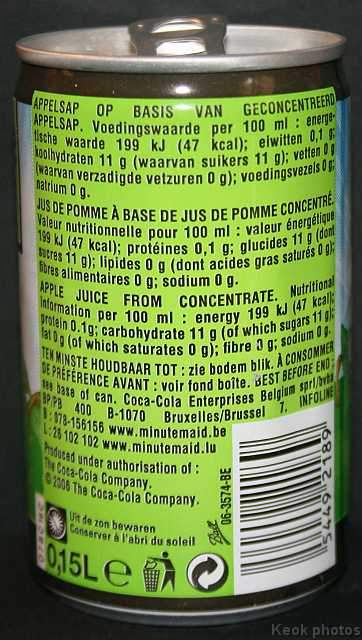 APPELSAP OP BASIS VAN GECONCENTREERD
APPELSAP. Voedingswaarde per 100 ml : energe-
tische waarde 199 kJ (47 kcal); eiwitten 0,1 g;
koolhydraten 11 g (waarvan suikers 11 g); vetten 0 g
(waarvan verzadigde vetzuren 0 g); voedingsvezels 0 g;
natrium 0 g.
JUS DE POMME À BASE DE JUS DE POMME CONCENTRÉ.
Valeur nutritionnelle pour 100 ml : valeur énergétique
199 kJ (47 kcal); protéines 0,1 g; glucides 11 g (dont
sucres 11 g); lipides 0 g (dont acides gras saturés 0 g);
fibres alimentaires 0 g; sodium 0 g.
APPLE JUICE FROM CONCENTRATE. Nutritional
information per 100 ml : energy 199 kJ (47 kcal);
protein 0.1g; carbohydrate 11 g (of which sugars 11 g);
fat 0 g (of which saturates 0 g); fibre 0 g; sodium 0 g.
TEN MINSTE HOUDBAAR TOT : zie bodem blik. À CONSOMMER
DE PRÉFÉRENCE AVANT : voir fond boîte. BEST BEFORE END :
see base of can. Coca-Cola Enterprises Belgium sprl/bvba
BP/PB 400 B-1070 Bruxelles/Brussel 7. INFOLINE
B : 078-156156 www.minutemaid.be
L : 26 102 102 www.minutemaid.lu
Produced under authorisation of :
The Coca-Cola Company.
© 2006 The Coca-Cola Company.
Uit de zon bewaren
Conserver à l'abri du soleil
0,15L e
Ball
06-3574-BE
5449 2189
Keok photos